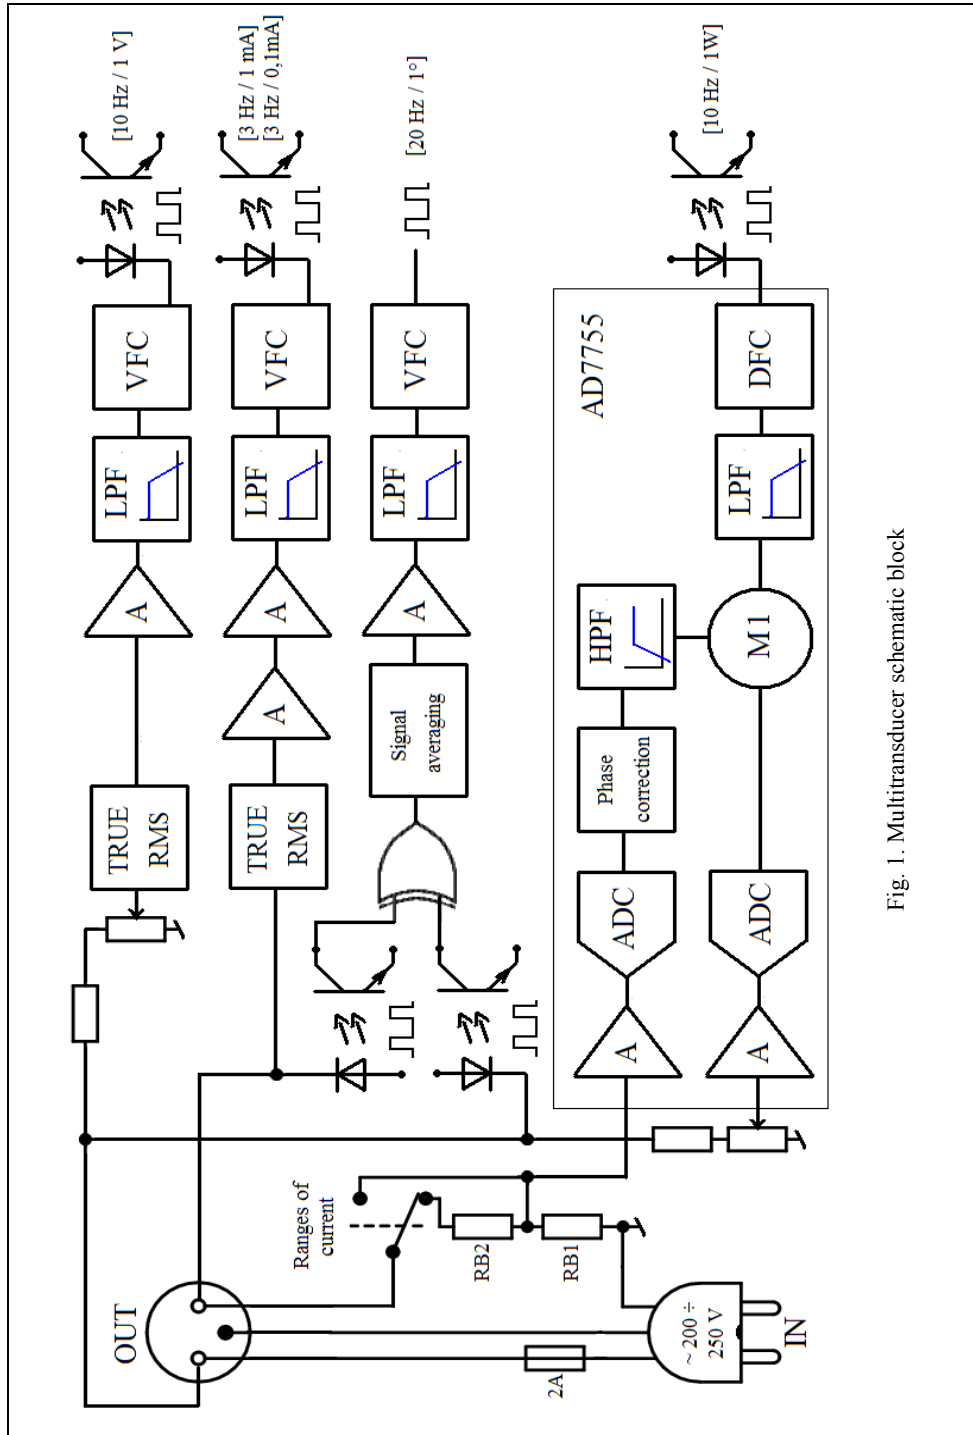 OUT
2A
~ 200 ÷
250 V
IN
RB2
RB1
Ranges of
current
TRUE
RMS
A
LPF
VFC
[10 Hz / 1 V]
TRUE
RMS
A
A
LPF
VFC
[3 Hz / 1 mA]
[3 Hz / 0,1mA]
Signal
averaging
A
LPF
VFC
[20 Hz / 1°]
AD7755
A
ADC
Phase
correction
HPF
A
ADC
M1
LPF
DFC
[10 Hz / 1W]
Fig. 1. Multitransducer schematic block